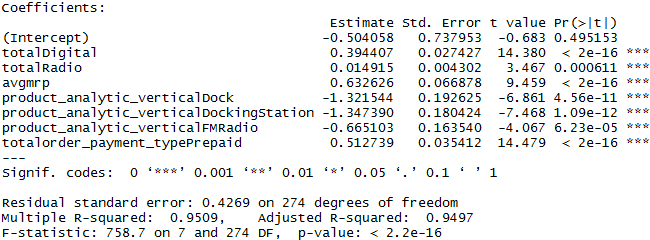 Coefficients:
Estimate Std. Error t value Pr(>|t|)
(Intercept) -0.504058 0.737953 -0.683 0.495153
totalDigital 0.394407 0.027427 14.380 < 2e-16 ***
totalRadio 0.014915 0.004302 3.467 0.000611 ***
avgmrp 0.632626 0.066878 9.459 < 2e-16 ***
product_analytic_verticalDock -1.321544 0.192625 -6.861 4.56e-11 ***
product_analytic_verticalDockingStation -1.347390 0.180424 -7.468 1.09e-12 ***
product_analytic_verticalFMRadio -0.665103 0.163540 -4.067 6.23e-05 ***
totalorder_payment_typePrepaid 0.512739 0.035412 14.479 < 2e-16 ***
---
Signif. codes: 0 ‘***’ 0.001 ‘**’ 0.01 ‘*’ 0.05 ‘.’ 0.1 ‘ ’ 1
Residual standard error: 0.4269 on 274 degrees of freedom
Multiple R-squared: 0.9509, Adjusted R-squared: 0.9497
F-statistic: 758.7 on 7 and 274 DF, p-value: < 2.2e-16